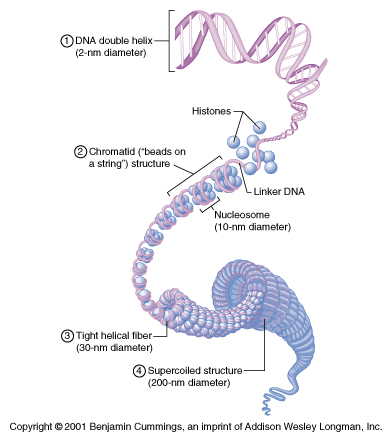 1 DNA double helix
(2-nm diameter)
Histones
2 Chromatid ("beads on
a string") structure
Linker DNA
Nucleosome
(10-nm diameter)
3 Tight helical fiber
(30-nm diameter)
4 Supercoiled structure
(200-nm diameter)
Copyright © 2001 Benjamin Cummings, an imprint of Addison Wesley Longman, Inc.